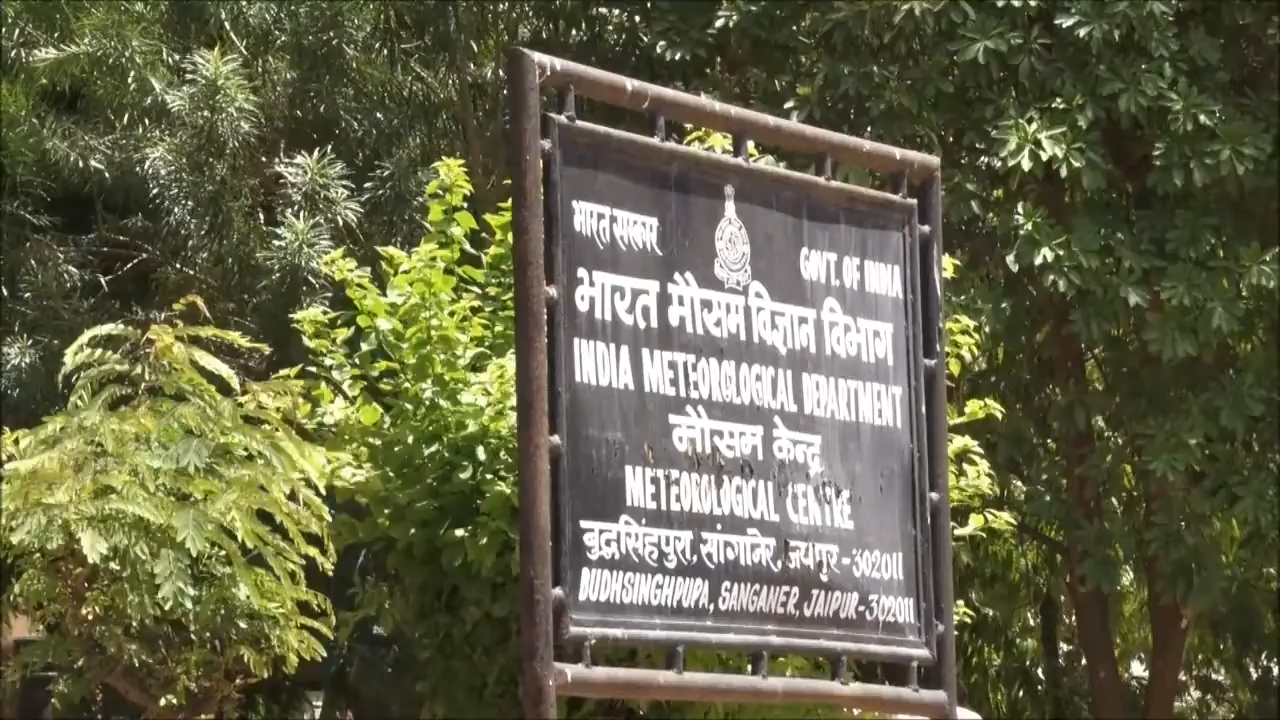 भारत सरकार
GOVT. OF INDIA
भारत मौसम विज्ञान विभाग
INDIA METEOROLOGICAL DEPARTMENT
मौसम केन्द्र
METEOROLOGICAL CENTRE
बुद्धसिंहपुरा, सांगानेर, जयपुर-302011
BUDHSINGHPUPA, SANGANER, JAIPUR-302011